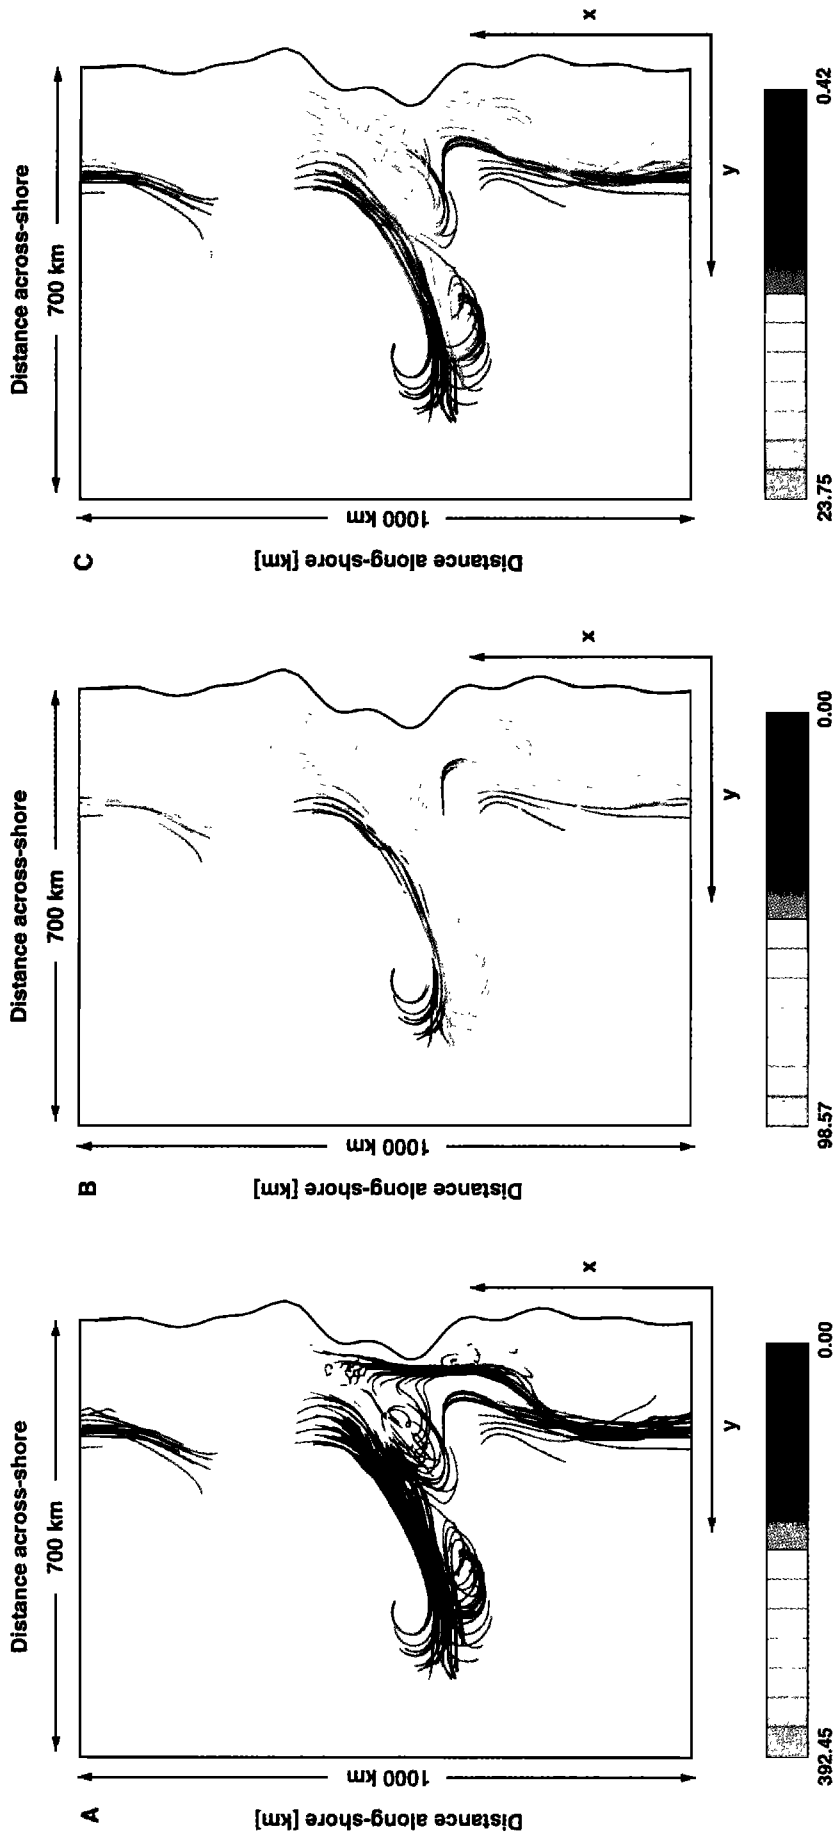 C
Distance across-shore
700 km
1000 km
Distance along-shore [km]
x
y
23.75
0.42
B
Distance across-shore
700 km
1000 km
Distance along-shore [km]
x
y
98.57
0.00
A
Distance across-shore
700 km
1000 km
Distance along-shore [km]
x
y
392.45
0.00